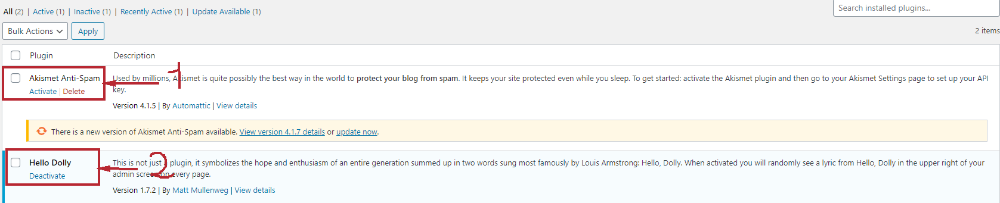 All (2) | Active (1) | Inactive (1) | Recently Active (1) | Update Available (1)
Search installed plugins...
Bulk Actions Apply
2 items
Plugin Description
Akismet Anti-Spam
Activate | Delete
1
Used by millions, Akismet is quite possibly the best way in the world to protect your blog from spam. It keeps your site protected even while you sleep. To get started: activate the Akismet plugin and then go to your Akismet Settings page to set up your API
key.
Version 4.1.5 | By Automattic | View details
There is a new version of Akismet Anti-Spam available. View version 4.1.7 details or update now.
Hello Dolly
Deactivate
2
This is not just a plugin, it symbolizes the hope and enthusiasm of an entire generation summed up in two words sung most famously by Louis Armstrong: Hello, Dolly. When activated you will randomly see a lyric from Hello, Dolly in the upper right of your
admin screen on every page.
Version 1.7.2 | By Matt Mullenweg | View details